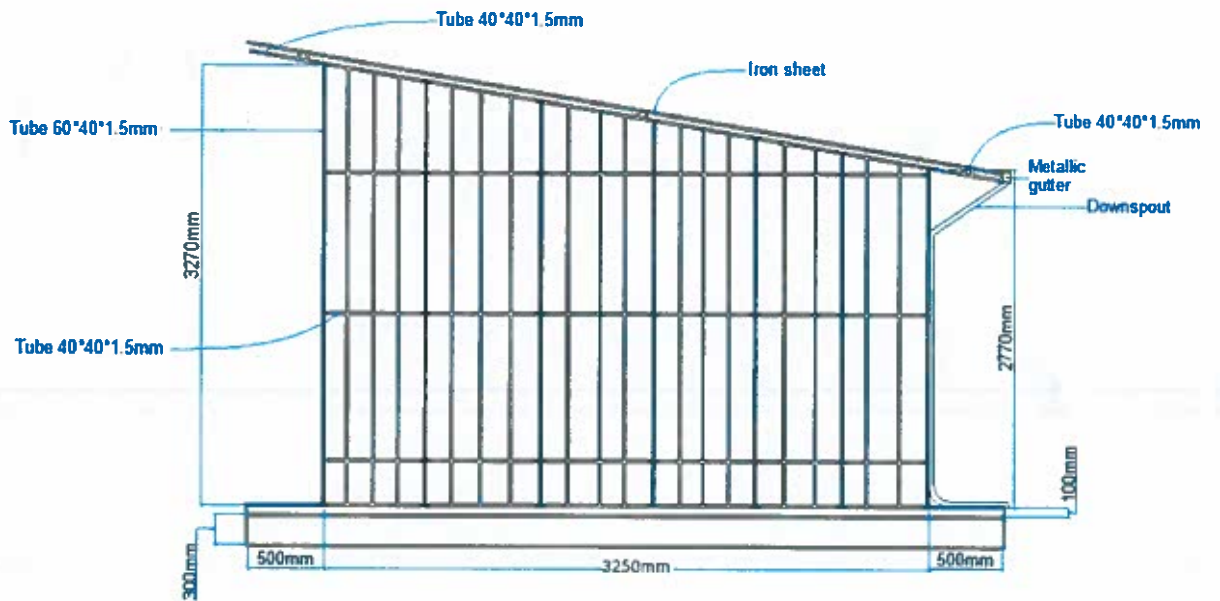 Tube 40*40*1.5mm
Iron sheet
Tube 60*40*1.5mm
Tube 40*40*1.5mm
Metallic
gutter
Downspout
3270mm
Tube 40*40*1.5mm
2770mm
100mm
300mm
500mm
3250mm
500mm